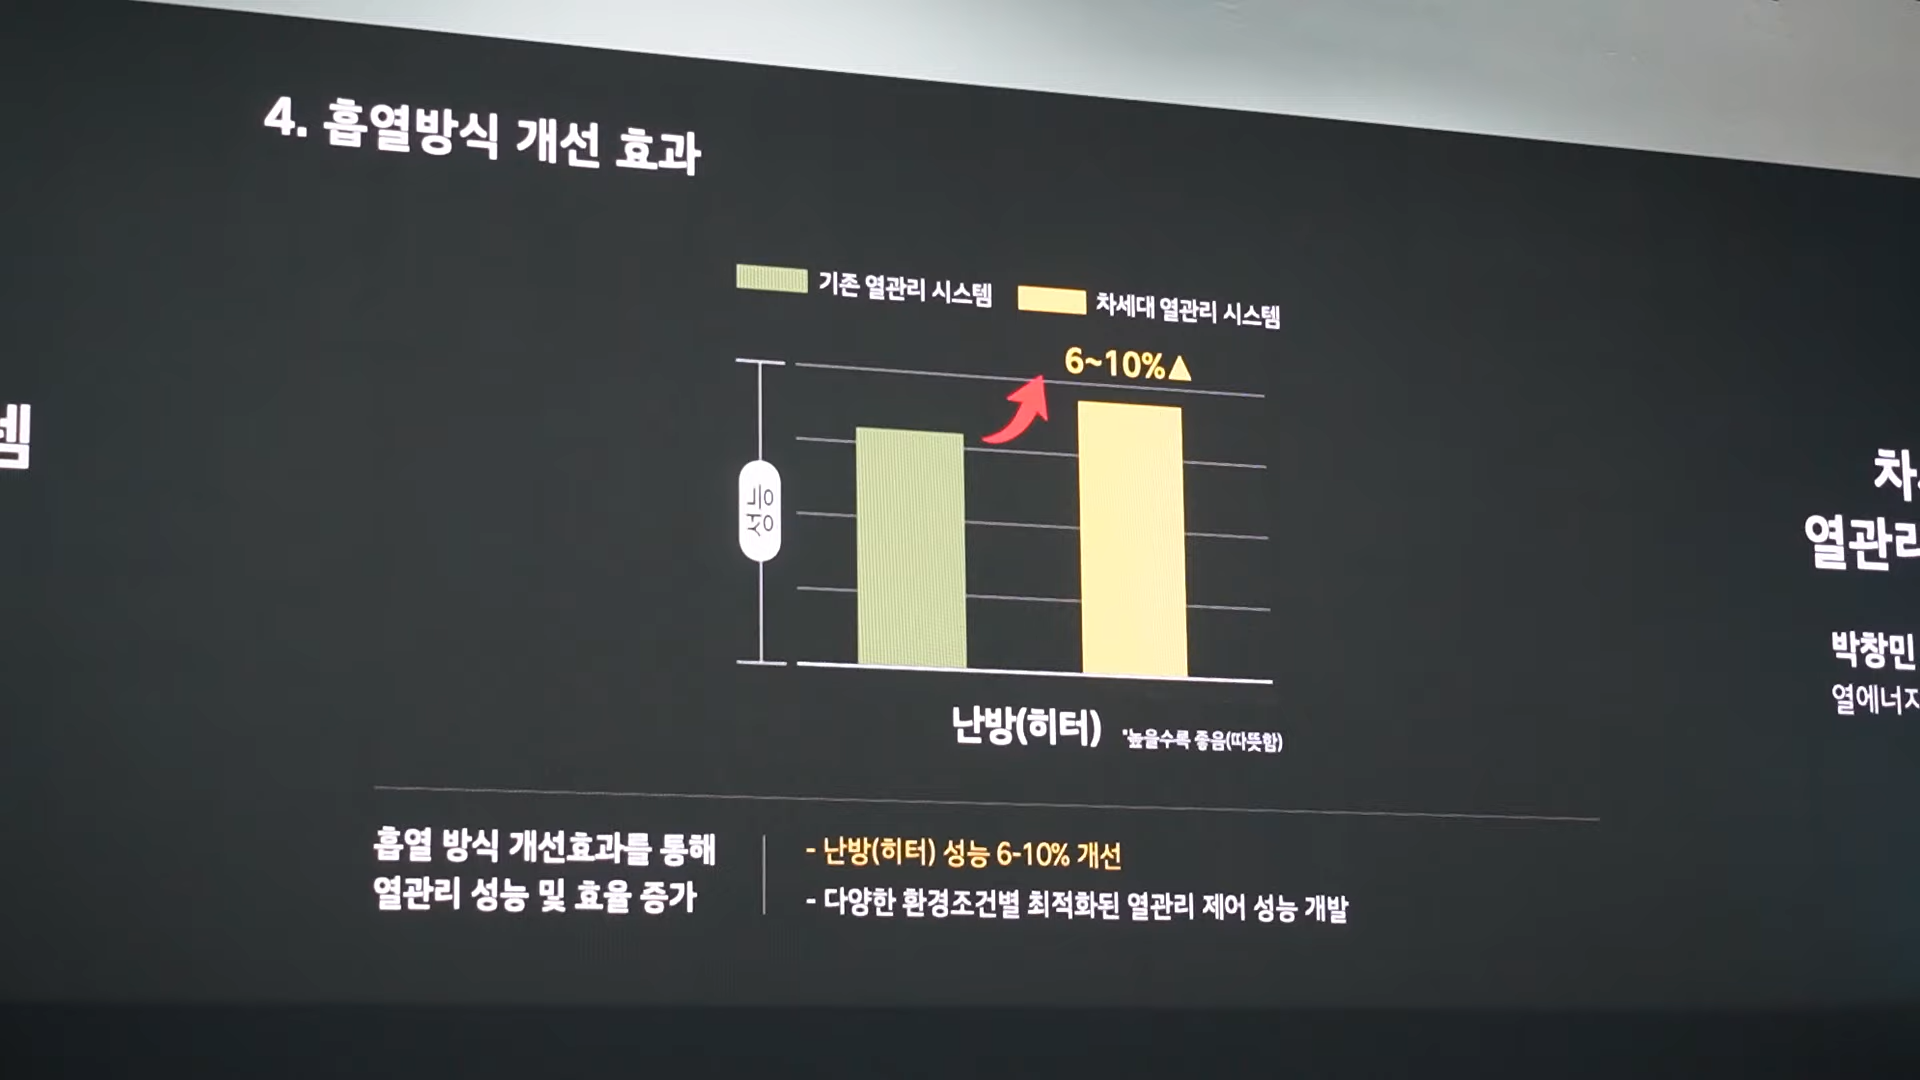 4. 흡열방식 개선 효과
기존 열관리 시스템
차세대 열관리 시스템
6~10%▲
성능
난방(히터) *높을수록 좋음(따뜻함)
흡열 방식 개선효과를 통해
열관리 성능 및 효율 증가
- 난방(히터) 성능 6-10% 개선
- 다양한 환경조건별 최적화된 열관리 제어 성능 개발
템
열관리
박창민